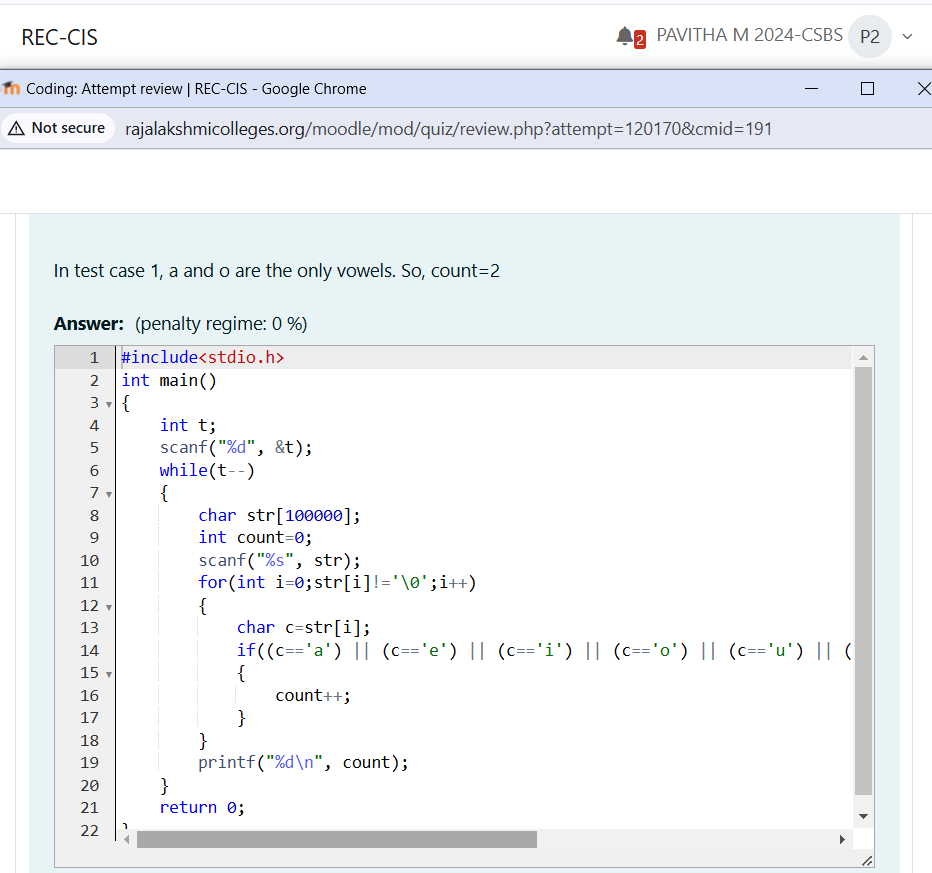 REC-CIS
2 PAVITHA M 2024-CSBS P2
Coding: Attempt review | REC-CIS - Google Chrome
Not secure rajalakshmicolleges.org/moodle/mod/quiz/review.php?attempt=120170&cmid=191
In test case 1, a and o are the only vowels. So, count=2
Answer: (penalty regime: 0 %)
1 #include<stdio.h>
2 int main()
3 {
4     int t;
5     scanf("%d", &t);
6     while(t--)
7     {
8         char str[100000];
9         int count=0;
10         scanf("%s", str);
11         for(int i=0;str[i]!='\0';i++)
12         {
13             char c=str[i];
14             if((c=='a') || (c=='e') || (c=='i') || (c=='o') || (c=='u') || (
15             {
16                 count++;
17             }
18         }
19         printf("%d\n", count);
20     }
21     return 0;
22 }